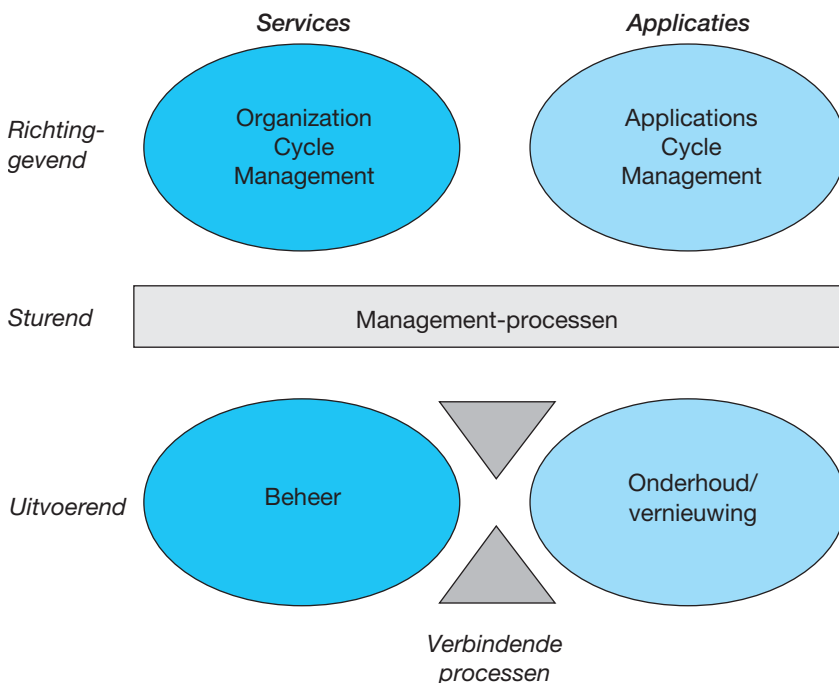 Services
Applicaties
Richting-
gevend
Organization
Cycle
Management
Applications
Cycle
Management
Sturend
Management-processen
Uitvoerend
Beheer
Onderhoud/
vernieuwing
Verbindende
processen